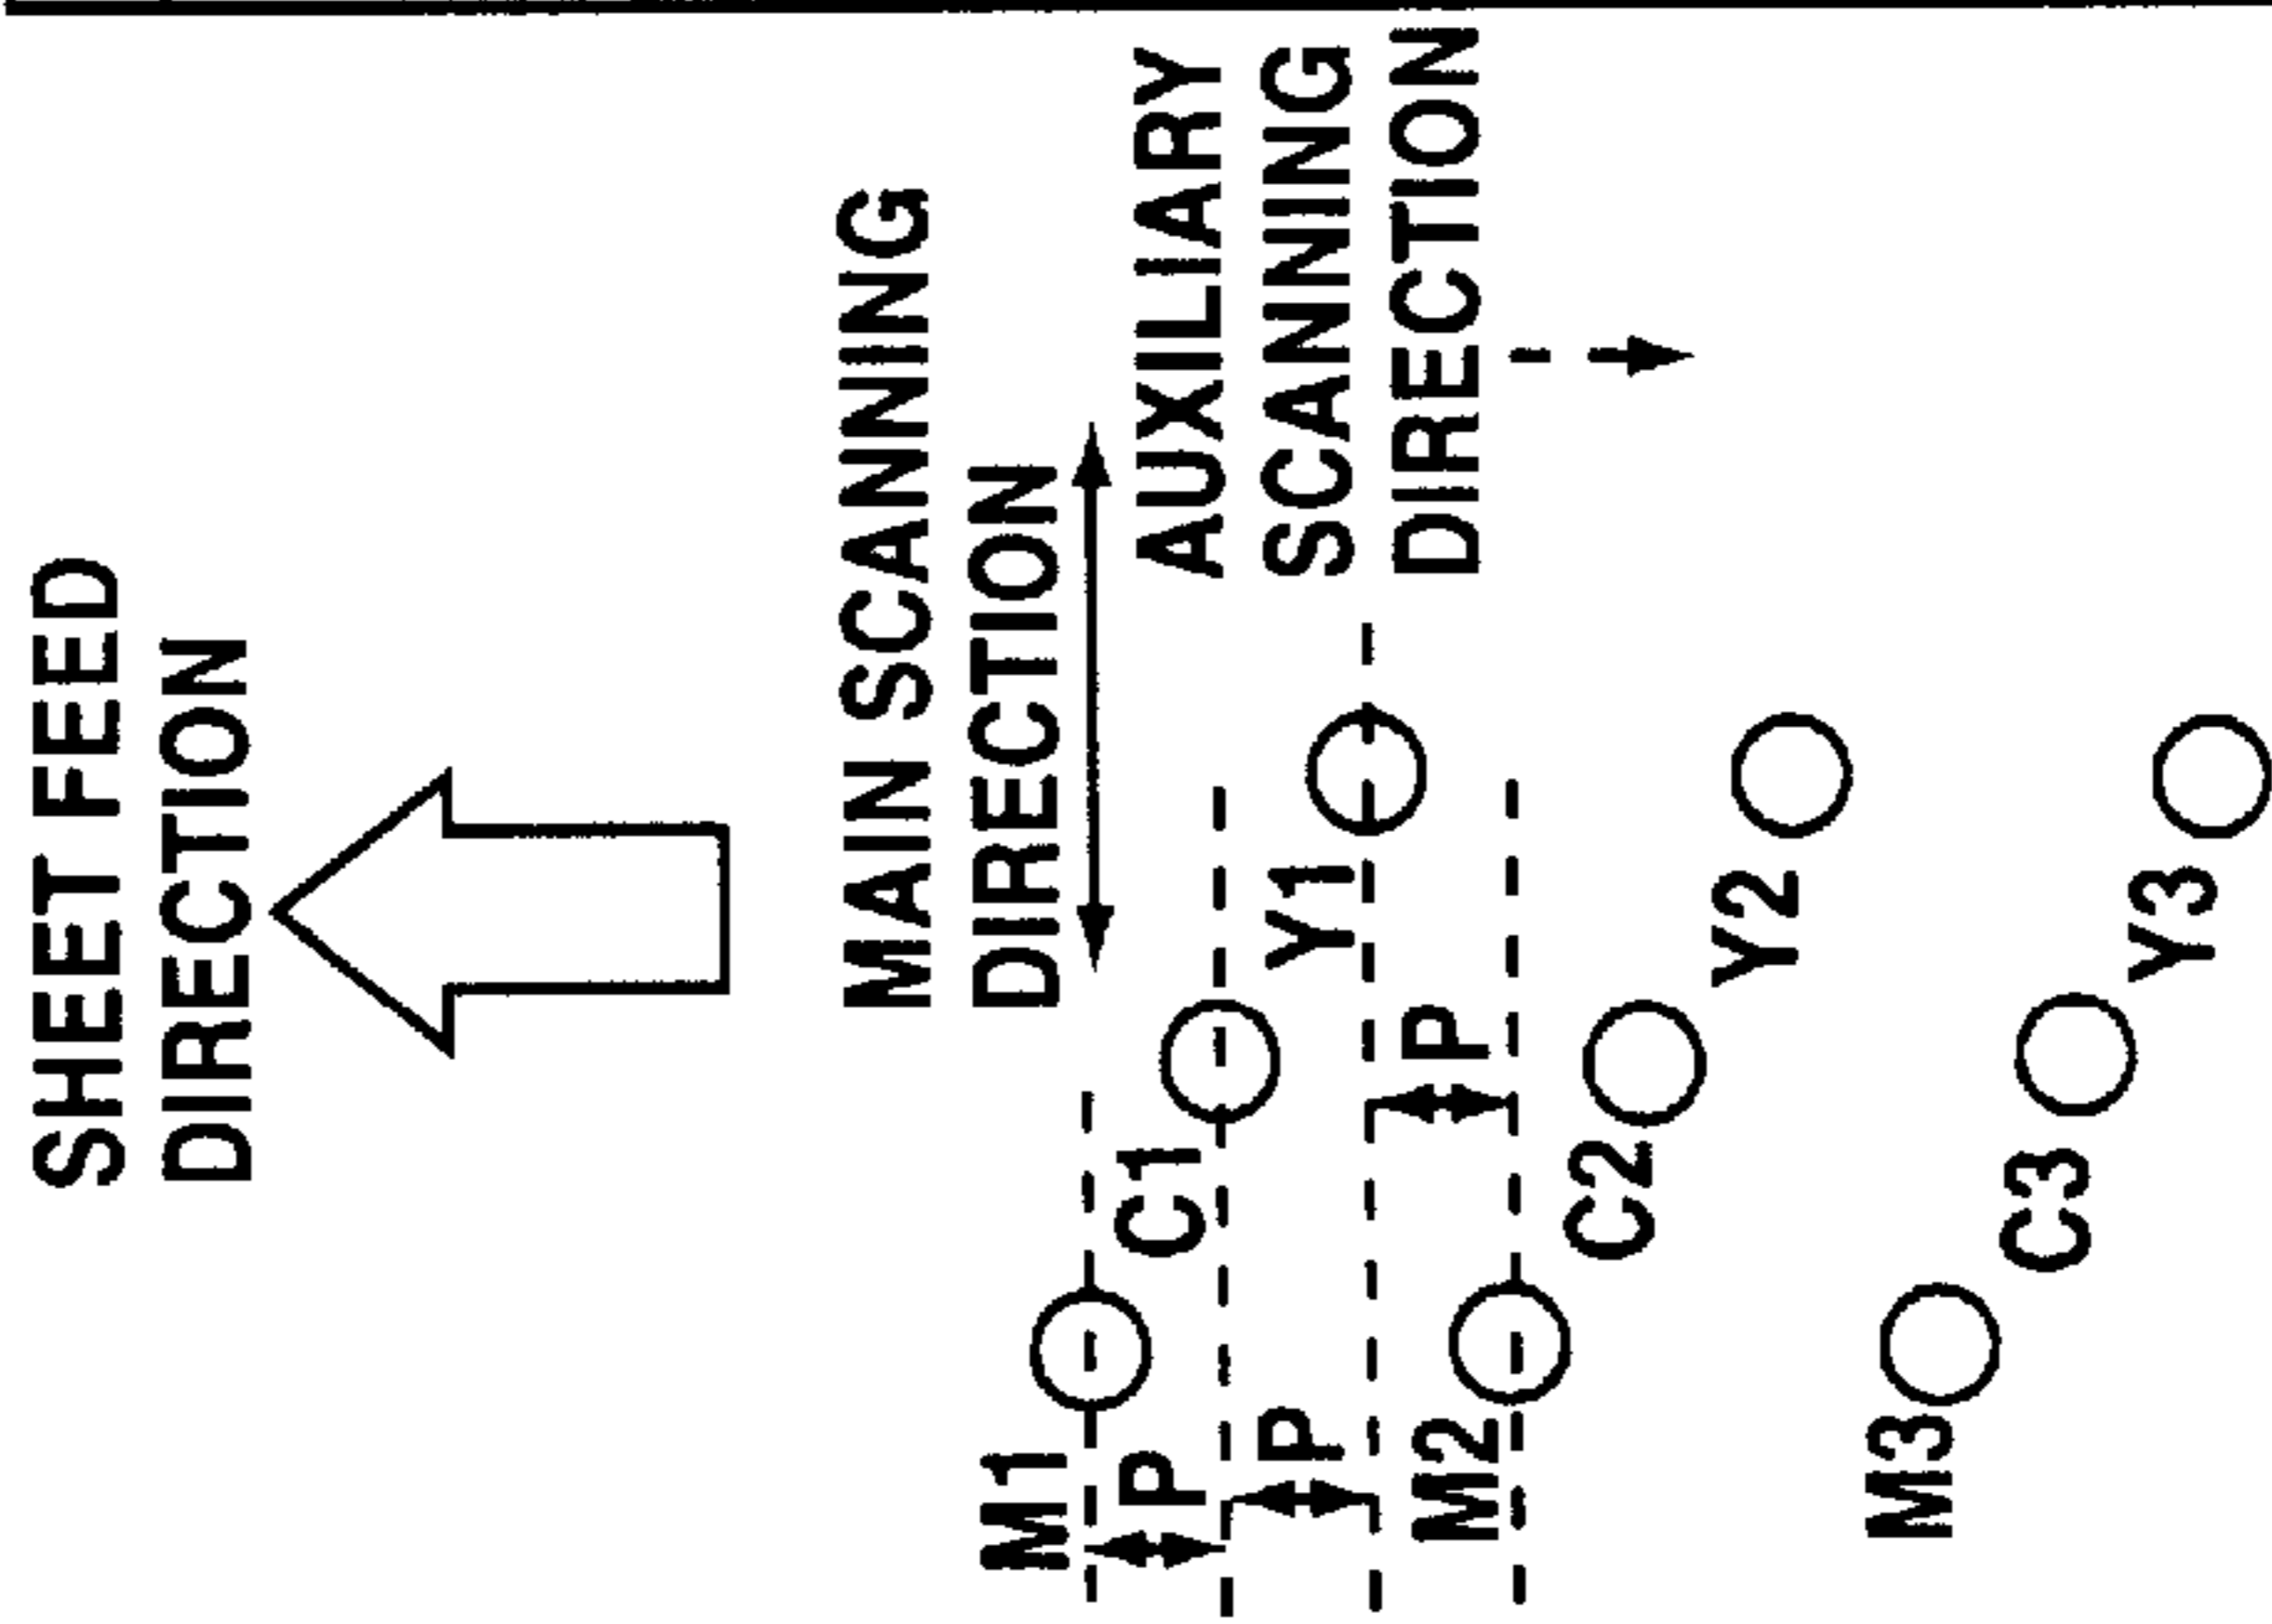 SHEET FEED
DIRECTION
MAIN SCANNING
DIRECTION
AUXILIARY
SCANNING
DIRECTION
M1
P
C1
P
Y1
M2
P
C2
Y2
M3
C3
Y3